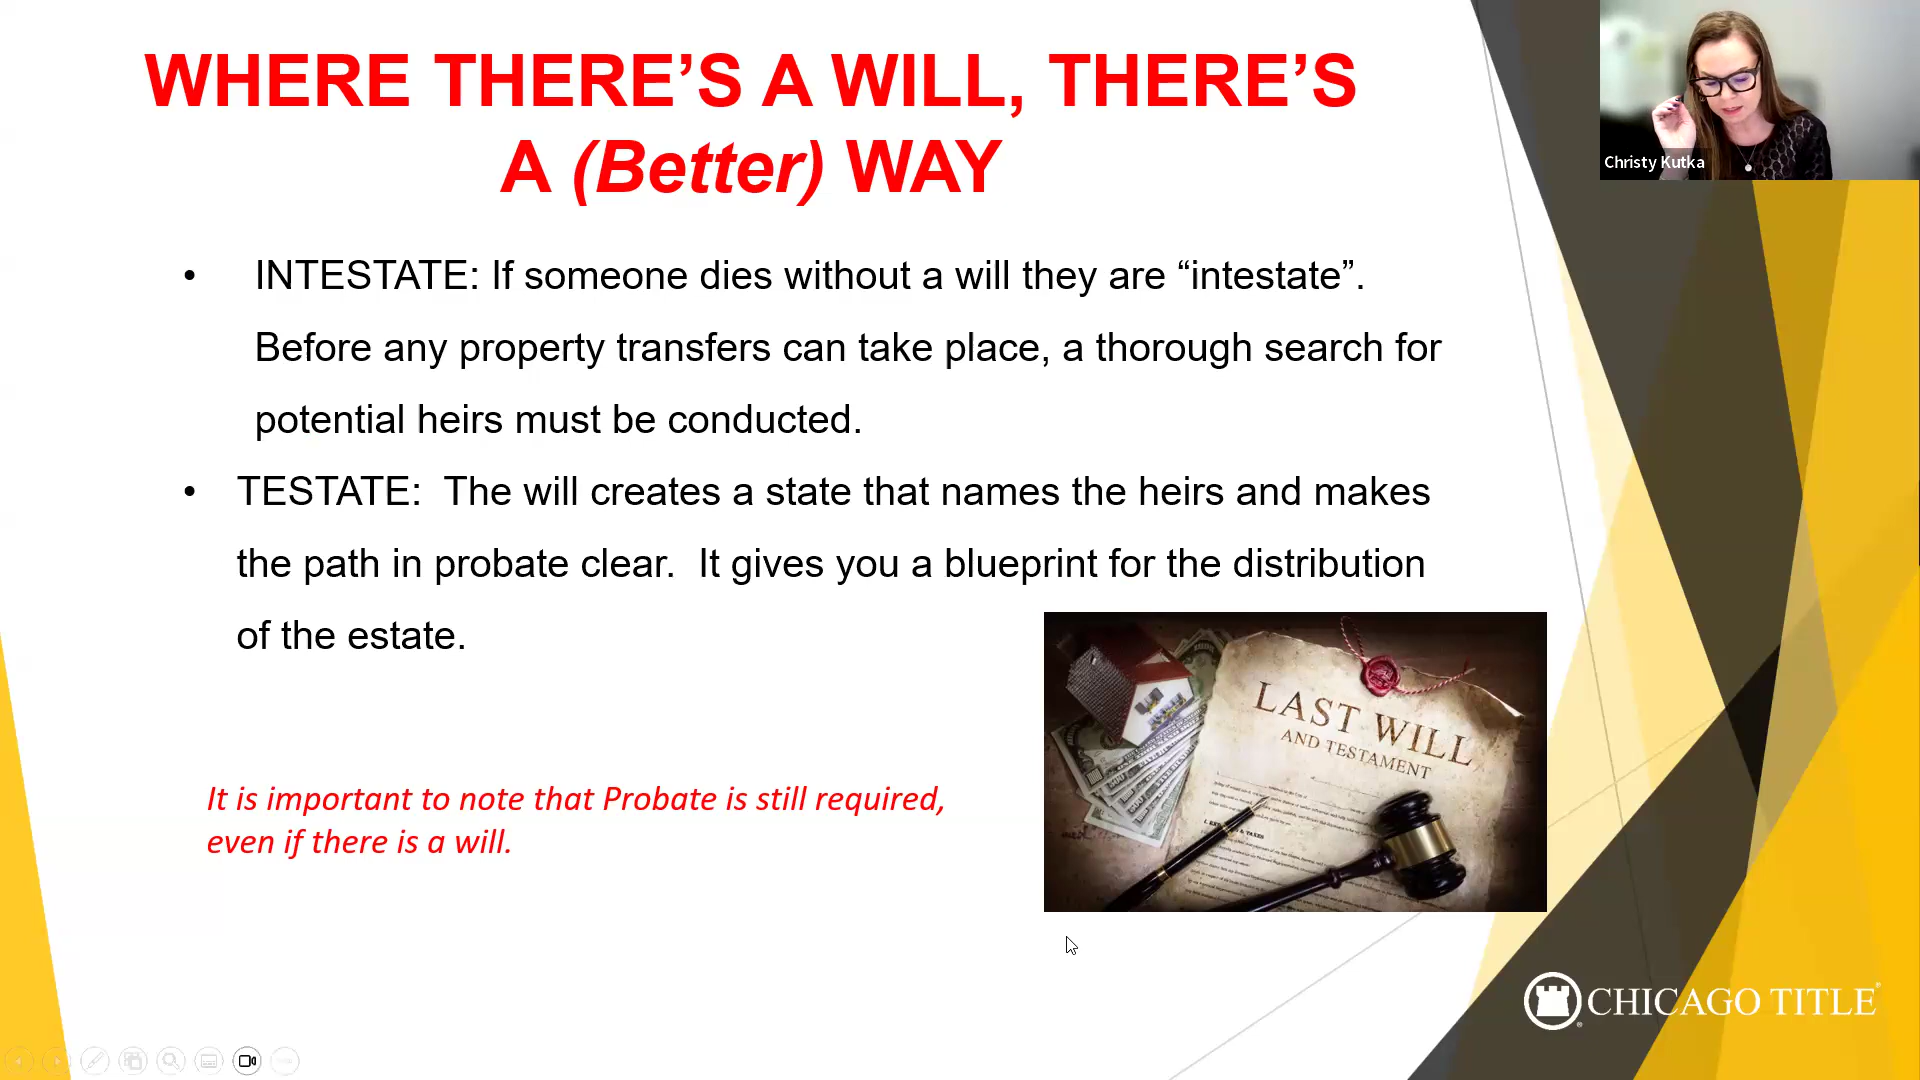 WHERE THERE’S A WILL, THERE’S
A (Better) WAY
Christy Kutka
• INTESTATE: If someone dies without a will they are “intestate”.
Before any property transfers can take place, a thorough search for
potential heirs must be conducted.
• TESTATE:  The will creates a state that names the heirs and makes
the path in probate clear.  It gives you a blueprint for the distribution
of the estate.
LAST WILL
AND TESTAMENT
It is important to note that Probate is still required,
even if there is a will.
CHICAGO TITLE